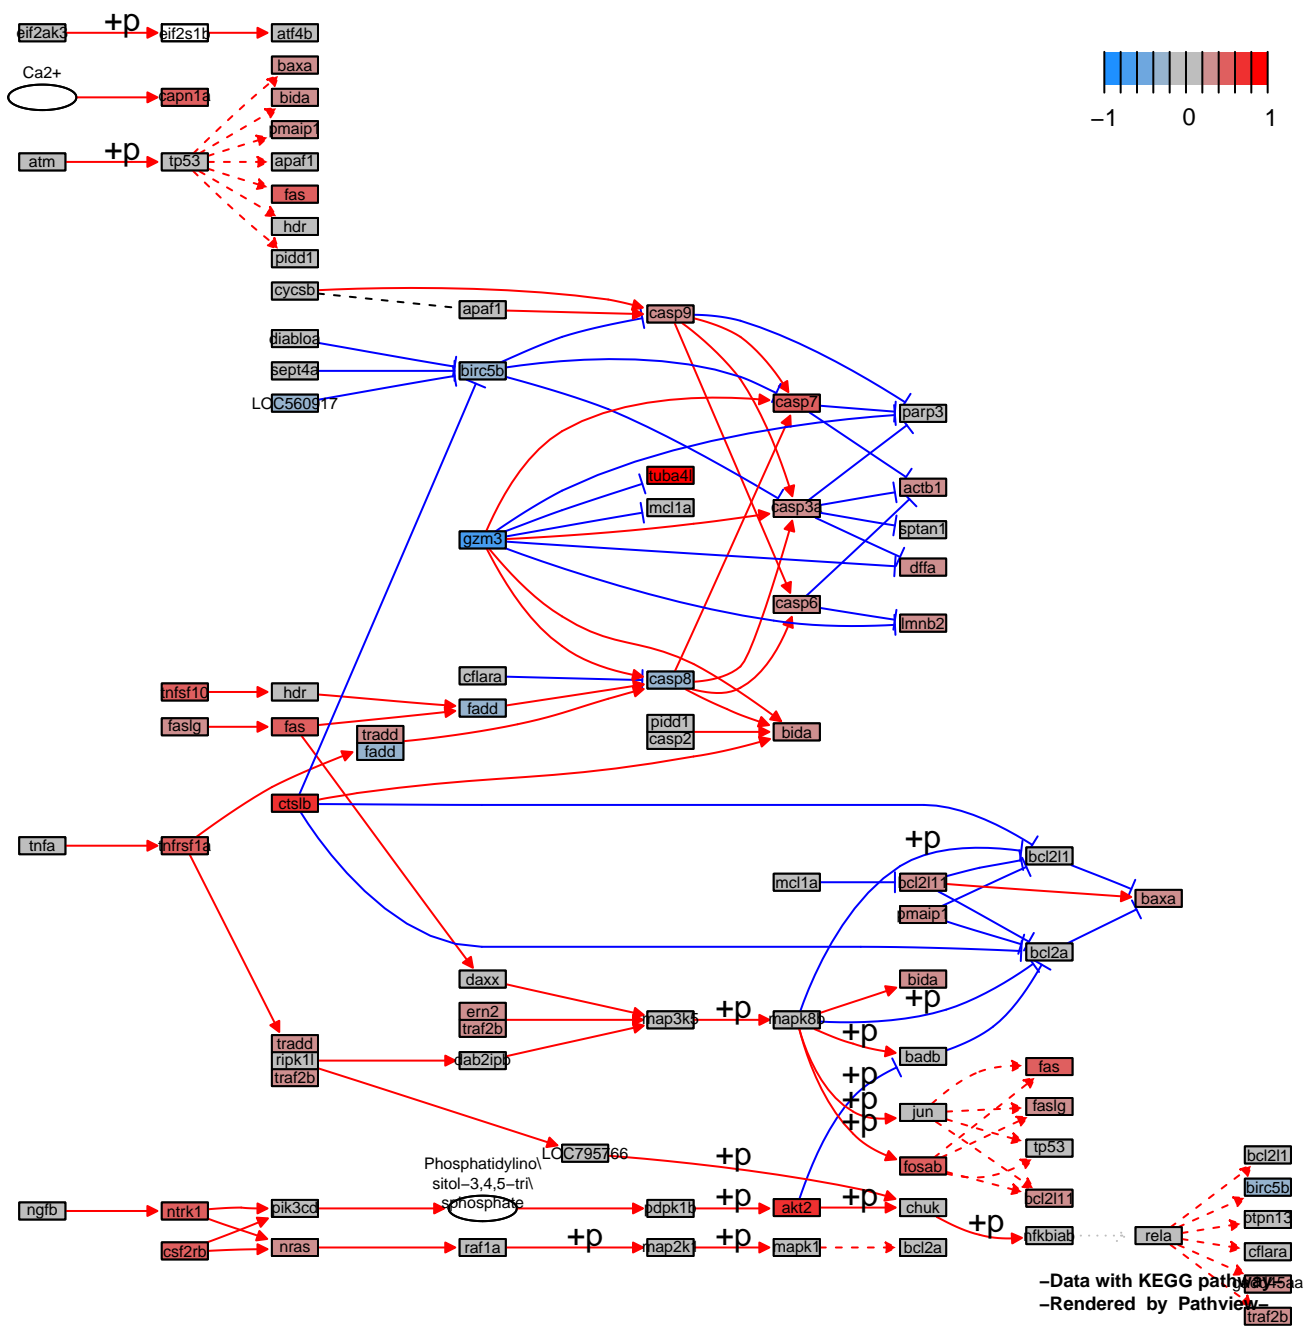 eif2ak3 +p eif2s1b atf4b
baxa
Ca2+
capn1a bida
pmaip1
−1 0 1
atm +p tp53 apaf1
fas
hdr
pidd1
cycsb
apaf1 casp9
diabloa
sept4a birc5b
LOC560917 casp7 parp3
tuba4l actb1
mcl1a casp3a
sptan1
gzm3
dffa
casp6
lmnb2
cflara casp8
tnfsf10 hdr
fadd
faslg fas pidd1
tradd casp2 bida
fadd
ctslb
tnfa tnfrsf1a +p
bcl2l1
mcl1a bcl2l11
baxa
pmaip1
bcl2a
daxx bida
+p
ern2 +p
traf2b map3k5 mapk8b
+p
tradd
ripk1l dab2ipb badb
traf2b +p fas
+p
jun faslg
+p
LOC795766 tp53
+p bcl2l1
Phosphatidylino\
sitol−3,4,5−tri\
sphosphate
fosab
birc5b
bcl2l11
ngfb ntrk1 pik3cd pdpk1b +p akt2 +p chuk
ptpn13
+p
nfkbiab rela
csf2rb nras raf1a +p map2k1 +p mapk1 bcl2a cflara
−Data with KEGG pathway−
gadd45aa
−Rendered by Pathview−
traf2b